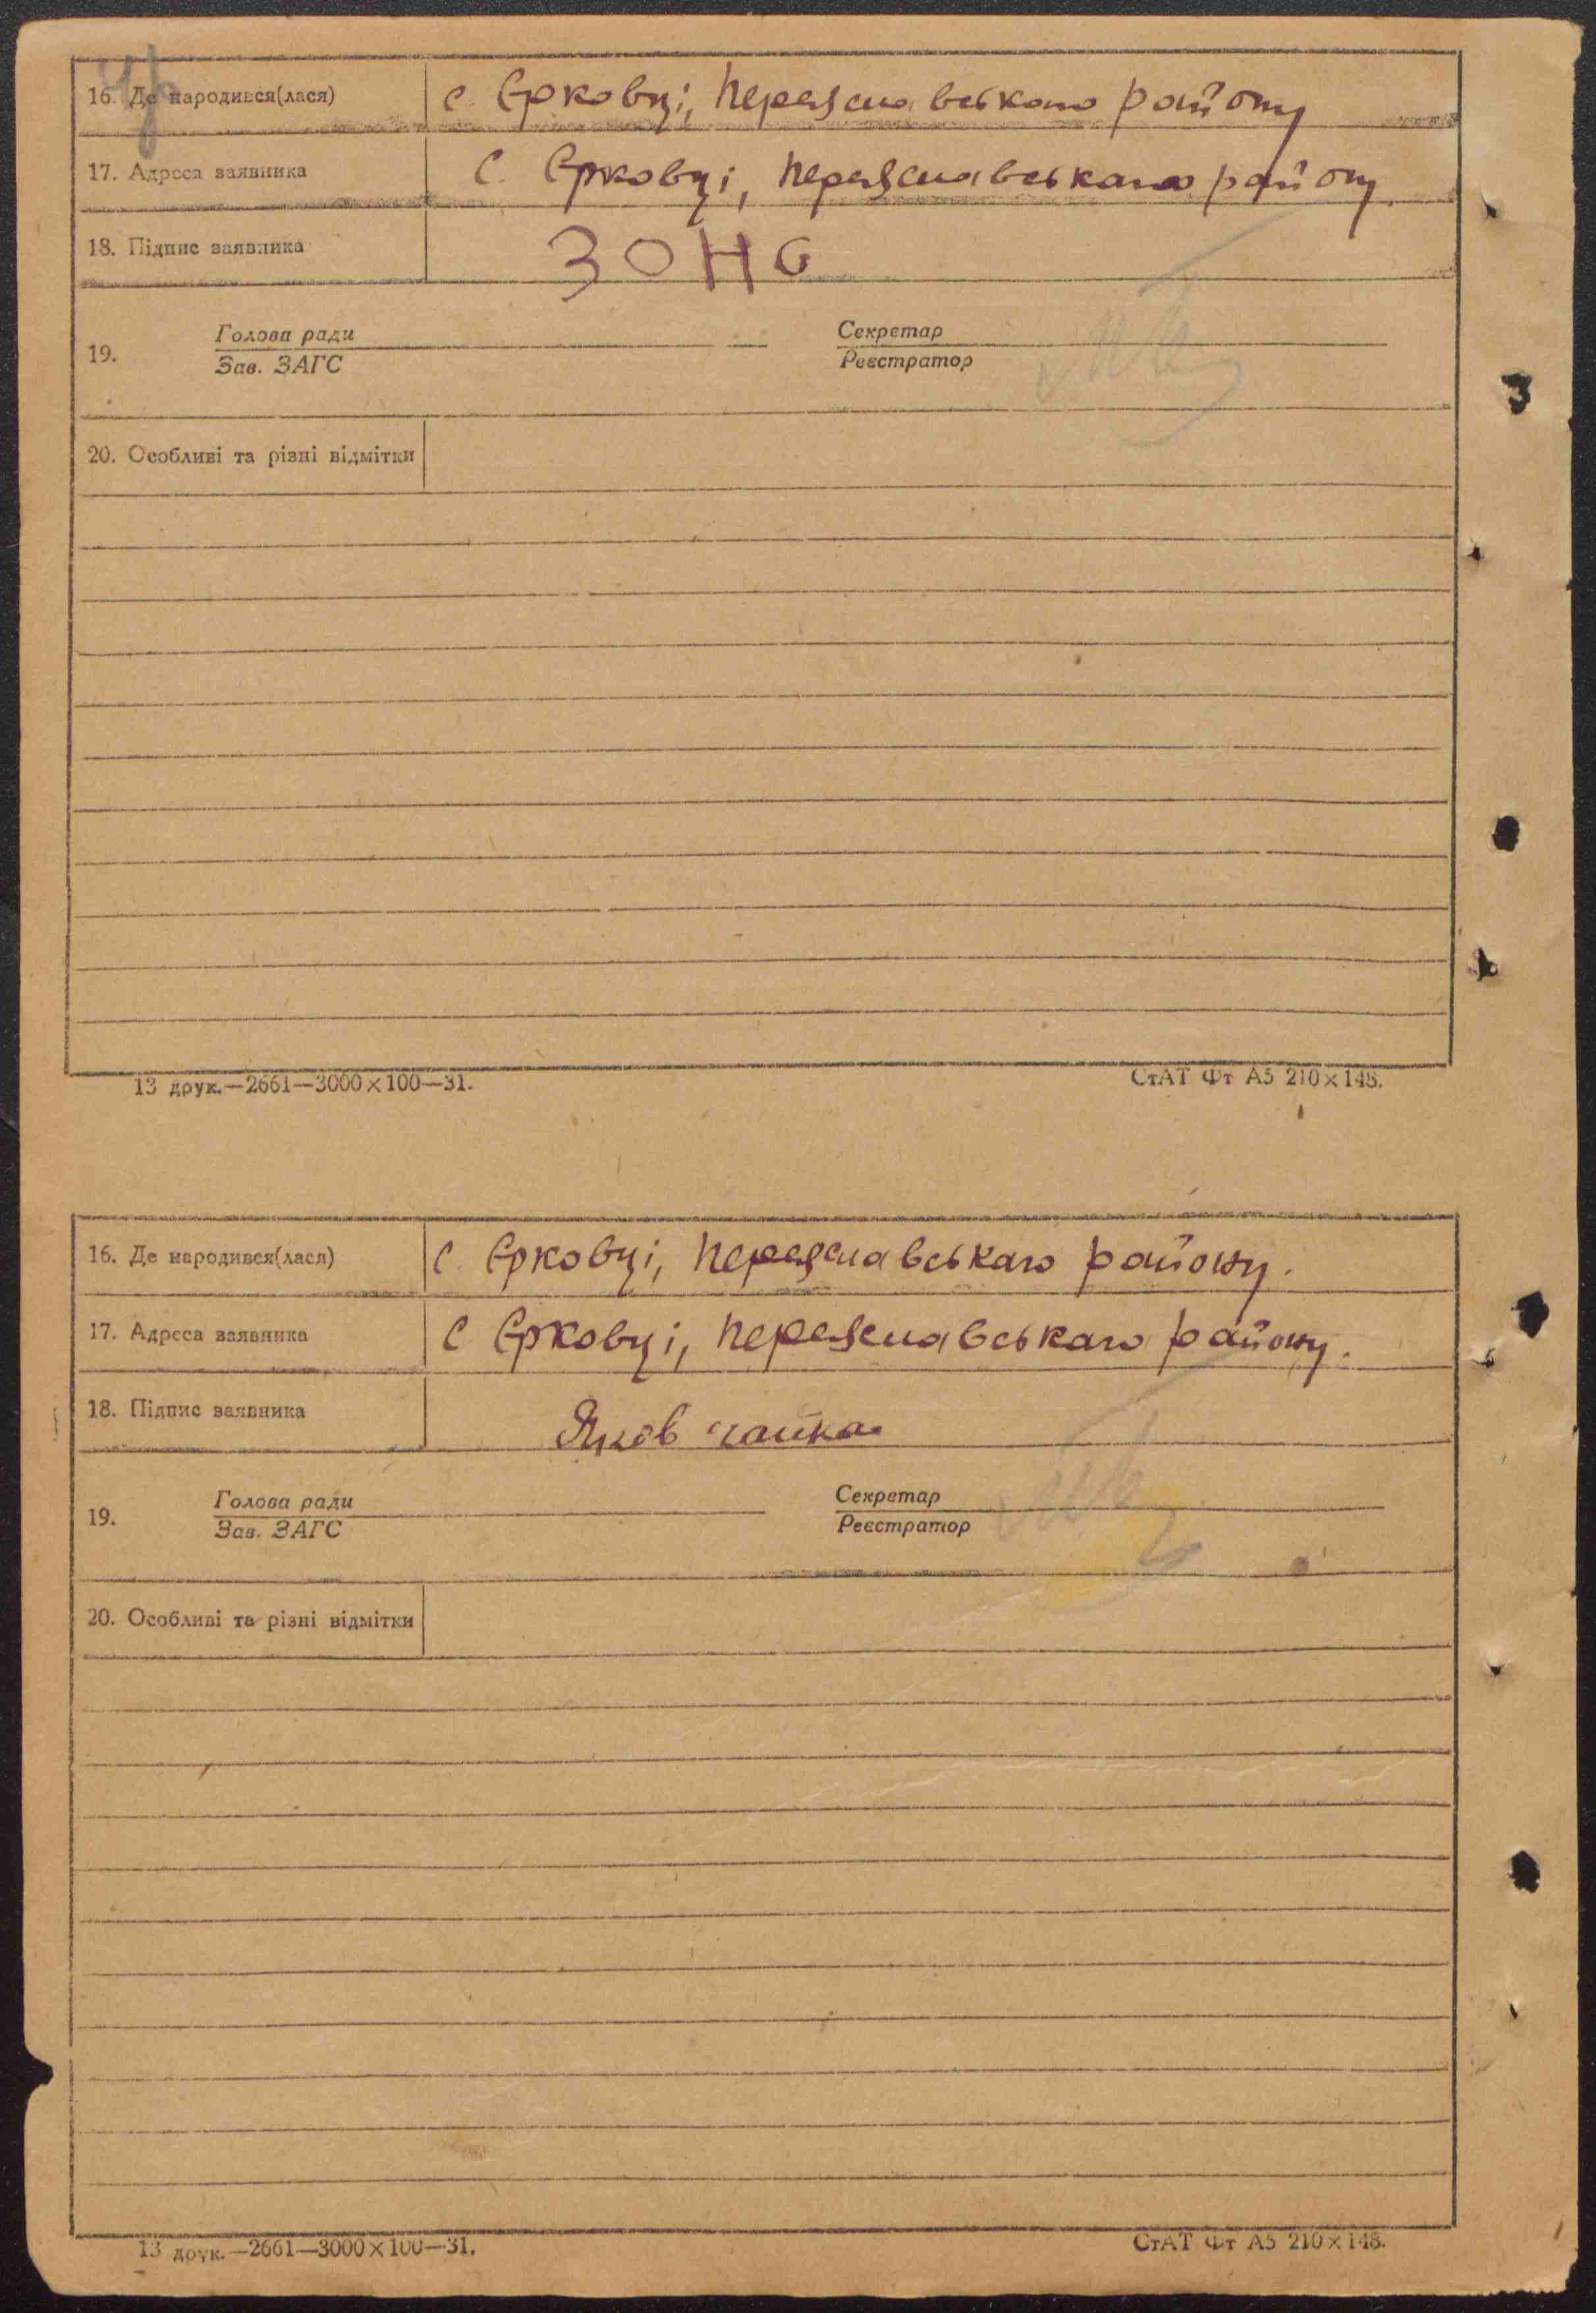 16. Де народився(лася) с. Єрковці, Переяславського району
17. Адреса заявника с. Єрковці, Переяславського району.
18. Підпис заявника ЗОНО
19. Голова ради Секретар
Зав. ЗАГС Реєстратор
20. Особливі та різні відмітки
13 друк.—2661—3000×100—31. СтАТ Фт А5 210×148.
16. Де народився(лася) с. Єрковці, Переяславського району.
17. Адреса заявника с. Єрковці, Переяславського району.
18. Підпис заявника Яков чайка
19. Голова ради Секретар
Зав. ЗАГС Реєстратор
20. Особливі та різні відмітки
13 друк.—2661—3000×100—31. СтАТ Фт А5 210×148.